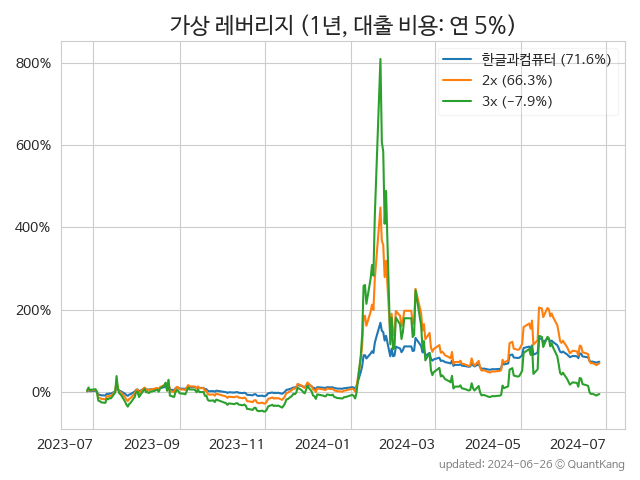 가상 레버리지 (1년, 대출 비용: 연 5%)
한글과컴퓨터 (71.6%)
2x (66.3%)
3x (-7.9%)
800%
600%
400%
200%
0%
2023-07 2023-09 2023-11 2024-01 2024-03 2024-05 2024-07
updated: 2024-06-26 @ QuantKang